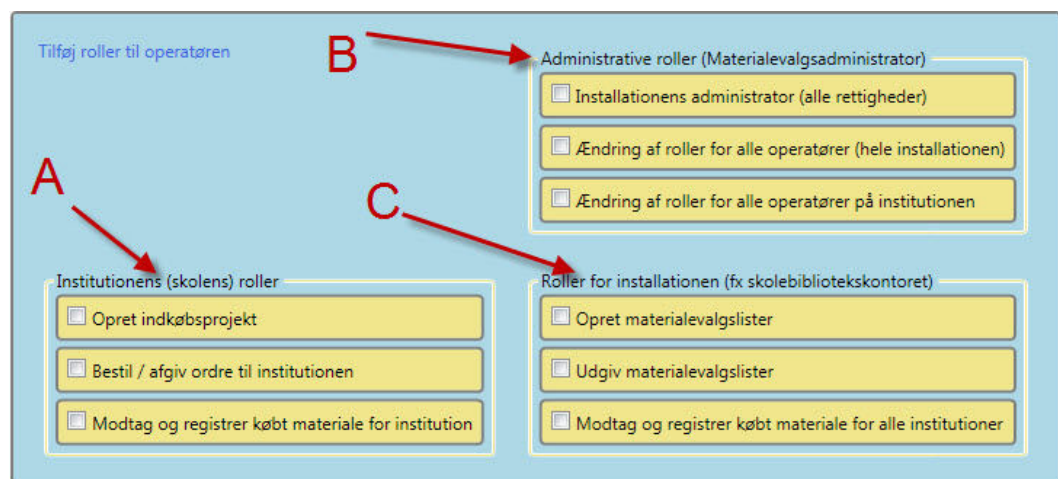 Tilføj roller til operatøren
B
Administrative roller (Materialevalgsadministrator)
Installationens administrator (alle rettigheder)
Ændring af roller for alle operatører (hele installationen)
Ændring af roller for alle operatører på institutionen
A
Institutionens (skolens) roller
Opret indkøbsprojekt
Bestil / afgiv ordre til institutionen
Modtag og registrer købt materiale for institution
C
Roller for installationen (fx skolebibliotekskontoret)
Opret materialevalgslister
Udgiv materialevalgslister
Modtag og registrer købt materiale for alle institutioner